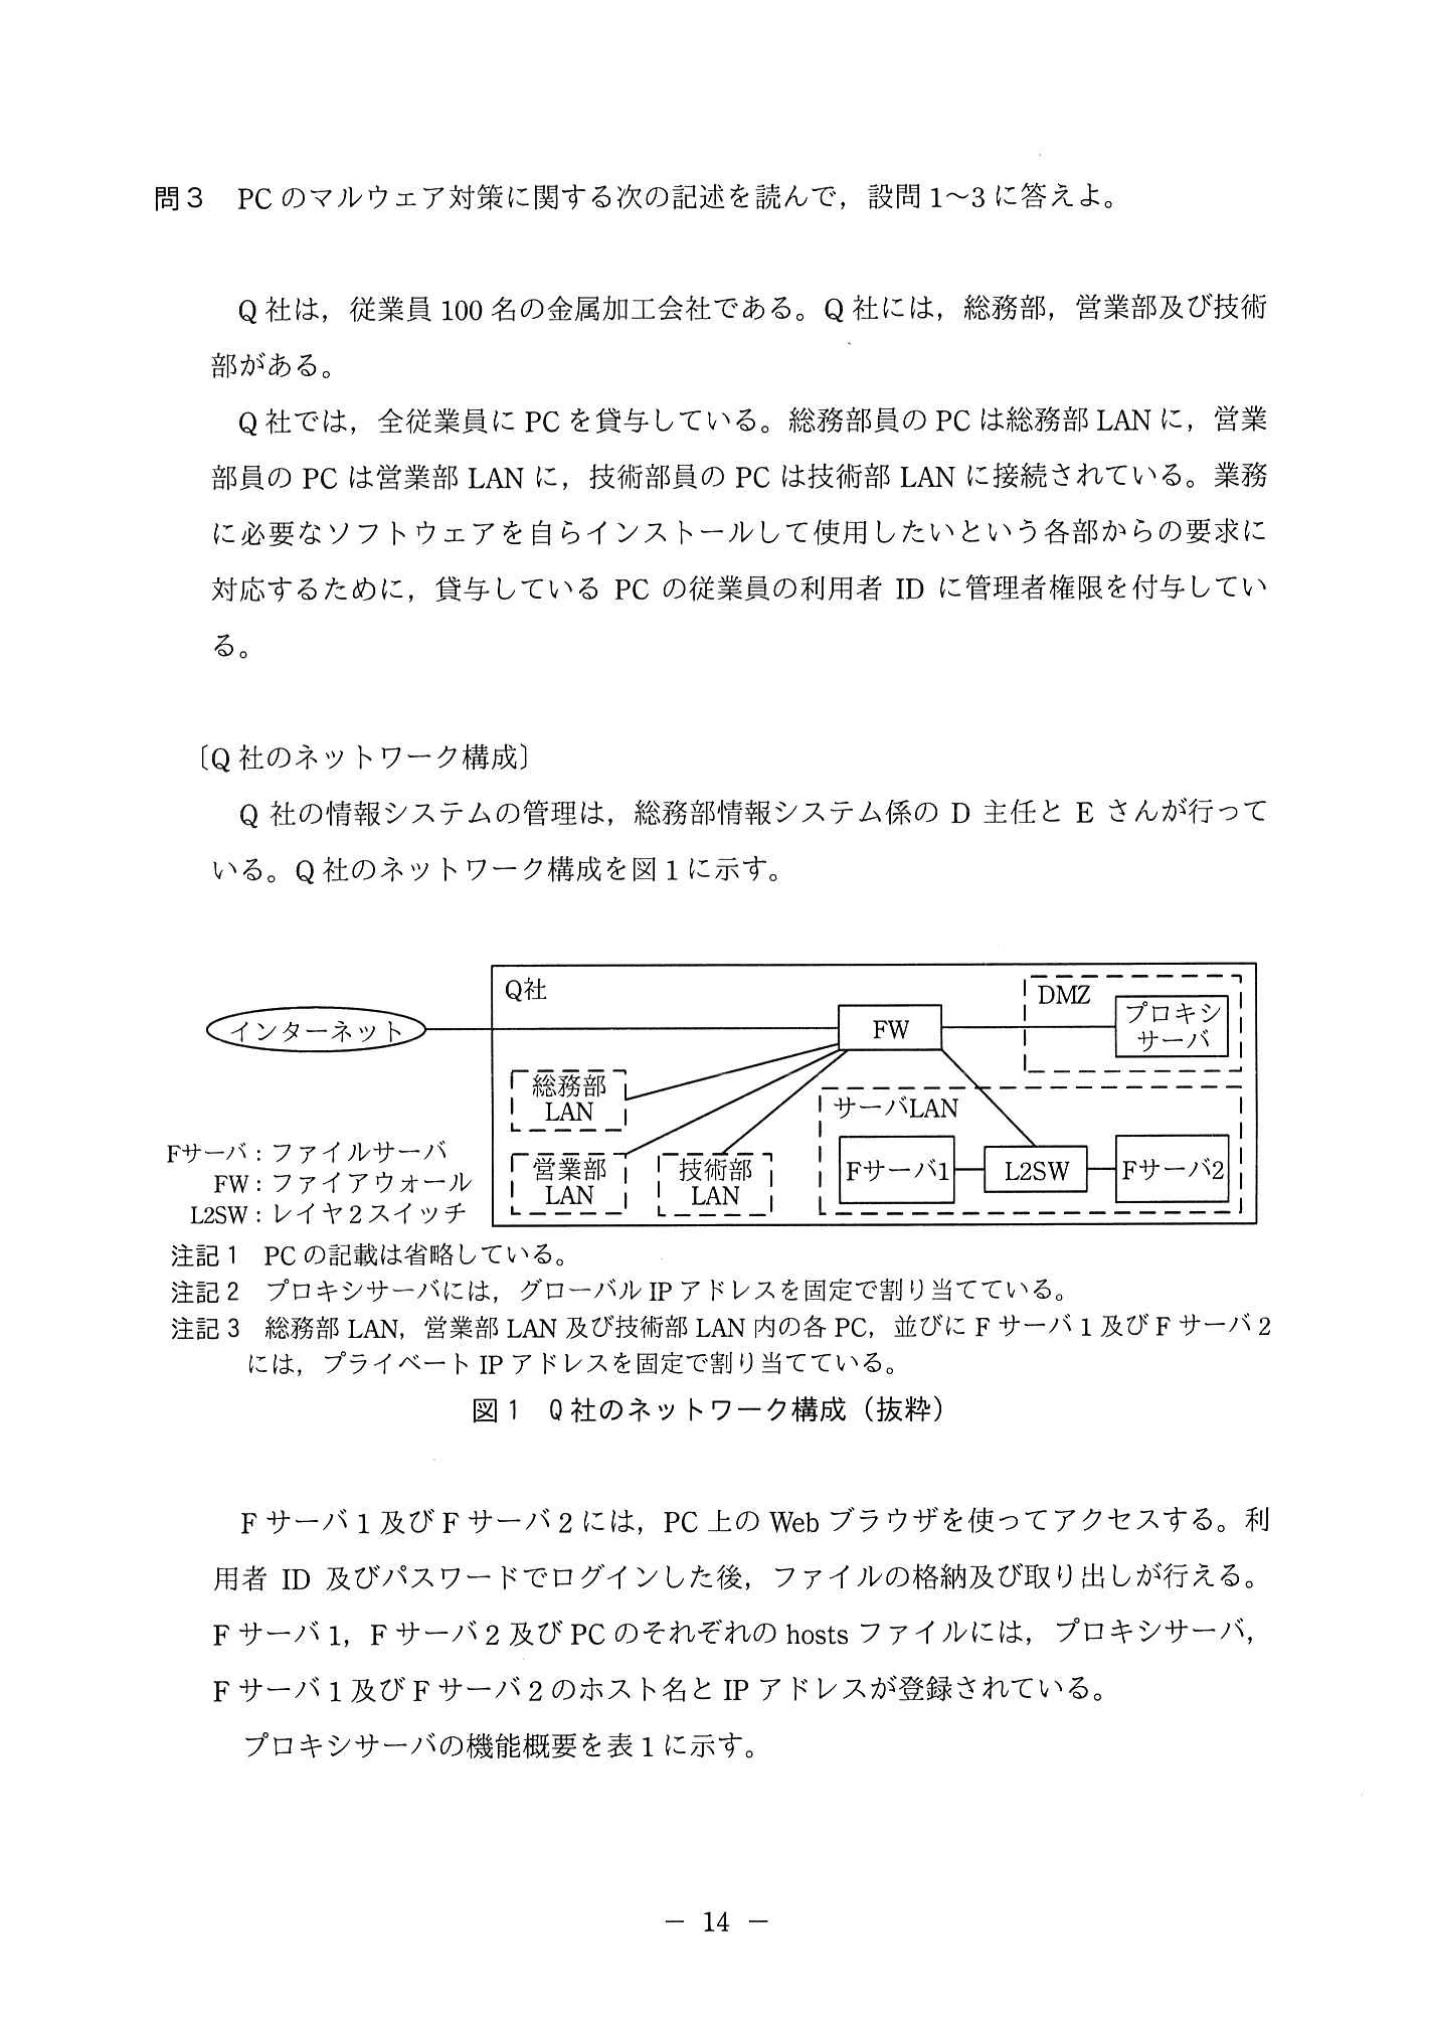 問3　PCのマルウェア対策に関する次の記述を読んで，設問1～3に答えよ。
Q社は，従業員100名の金属加工会社である。Q社には，総務部，営業部及び技術
部がある。
Q社では，全従業員にPCを貸与している。総務部員のPCは総務部LANに，営業
部員のPCは営業部LANに，技術部員のPCは技術部LANに接続されている。業務
に必要なソフトウェアを自らインストールして使用したいという各部からの要求に
対応するために，貸与しているPCの従業員の利用者IDに管理者権限を付与してい
る。
〔Q社のネットワーク構成〕
Q社の情報システムの管理は，総務部情報システム係のD主任とEさんが行って
いる。Q社のネットワーク構成を図1に示す。
Q社
インターネット
FW
DMZ
プロキシ
サーバ
総務部
LAN
営業部
LAN
技術部
LAN
サーバLAN
Fサーバ1
L2SW
Fサーバ2
Fサーバ：ファイルサーバ
FW：ファイアウォール
L2SW：レイヤ2スイッチ
注記1　PCの記載は省略している。
注記2　プロキシサーバには，グローバルIPアドレスを固定で割り当てている。
注記3　総務部LAN，営業部LAN及び技術部LAN内の各PC，並びにFサーバ1及びFサーバ2
には，プライベートIPアドレスを固定で割り当てている。
図1　Q社のネットワーク構成（抜粋）
Fサーバ1及びFサーバ2には，PC上のWebブラウザを使ってアクセスする。利
用者ID及びパスワードでログインした後，ファイルの格納及び取り出しが行える。
Fサーバ1，Fサーバ2及びPCのそれぞれのhostsファイルには，プロキシサーバ，
Fサーバ1及びFサーバ2のホスト名とIPアドレスが登録されている。
プロキシサーバの機能概要を表1に示す。
－ 14 －